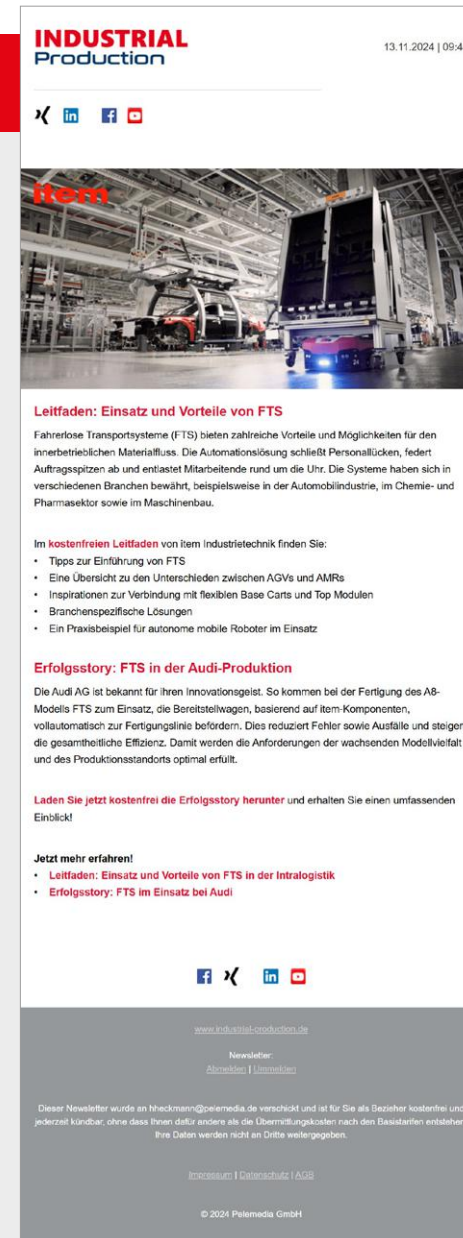 INDUSTRIAL
Production
13.11.2024 | 09:4
item
Leitfaden: Einsatz und Vorteile von FTS
Fahrerlose Transportsysteme (FTS) bieten zahlreiche Vorteile und Möglichkeiten für den
innerbetrieblichen Materialfluss. Die Automationslösung schließt Personallücken, federt
Auftragsspitzen ab und entlastet Mitarbeitende rund um die Uhr. Die Systeme haben sich in
verschiedenen Branchen bewährt, beispielsweise in der Automobilindustrie, im Chemie- und
Pharmasektor sowie im Maschinenbau.
Im kostenfreien Leitfaden von item Industrietechnik finden Sie:
• Tipps zur Einführung von FTS
• Eine Übersicht zu den Unterschieden zwischen AGVs und AMRs
• Inspirationen zur Verbindung mit flexiblen Base Carts und Top Modulen
• Branchenspezifische Lösungen
• Ein Praxisbeispiel für autonome mobile Roboter im Einsatz
Erfolgsstory: FTS in der Audi-Produktion
Die Audi AG ist bekannt für ihren Innovationsgeist. So kommen bei der Fertigung des A8-
Modells FTS zum Einsatz, die Bereitstellwagen, basierend auf item-Komponenten,
vollautomatisch zur Fertigungslinie befördern. Dies reduziert Fehler sowie Ausfälle und steiger
die gesamtheitliche Effizienz. Damit werden die Anforderungen der wachsenden Modellvielfalt
und des Produktionsstandorts optimal erfüllt.
Laden Sie jetzt kostenfrei die Erfolgsstory herunter und erhalten Sie einen umfassenden
Einblick!
Jetzt mehr erfahren!
• Leitfaden: Einsatz und Vorteile von FTS in der Intralogistik
• Erfolgsstory: FTS im Einsatz bei Audi
www.industrial-production.de
Newsletter:
Abmelden | Ummelden
Dieser Newsletter wurde an hheckmann@pelemedia.de verschickt und ist für Sie als Bezieher kostenfrei und
jederzeit kündbar, ohne dass Ihnen dafür andere als die Übermittlungskosten nach den Basistarifen entstehen
Ihre Daten werden nicht an Dritte weitergegeben.
Impressum | Datenschutz | AGB
© 2024 Pelemedia GmbH